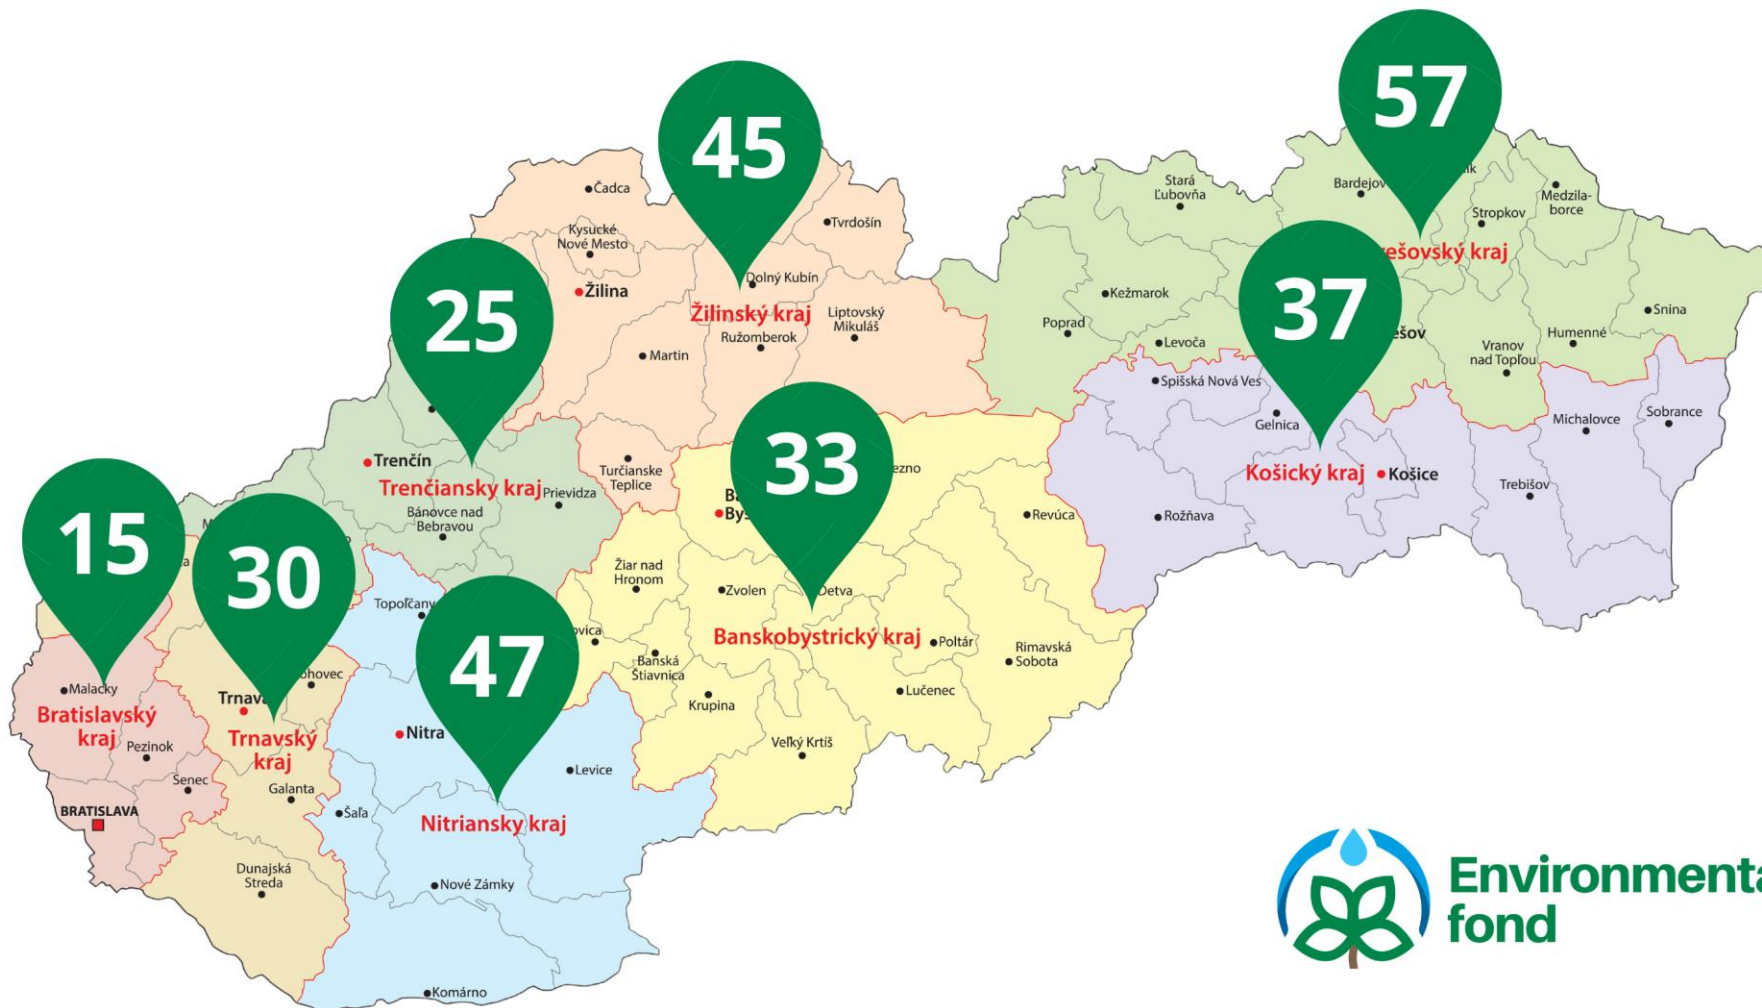 57
45
Čadca
Stará
Ľubovňa
Bardejov
Medzila-
borce
Stropkov
Tvrdošín
Kysucké
Nové Mesto
Žilina
Dolný Kubín
Žilinský kraj
Ružomberok
Liptovský
Mikuláš
Martin
37
Kežmarok
Poprad
Levoča
Snina
Humenné
Vranov
nad Topľou
25
Spišská Nová Ves
Gelnica
Michalovce
Sobrance
Košický kraj
Košice
Trebišov
Rožňava
33
Trenčín
Trenčiansky kraj
Prievidza
Bánovce nad
Bebravou
Turčianske
Teplice
Revúca
15
30
Žiar nad
Hronom
Zvolen
Detva
Banskobystrický kraj
Poltár
Rimavská
Sobota
Banská
Štiavnica
Krupina
Lučenec
Veľký Krtíš
Topoľčany
47
Malacky
Bratislavský
kraj
Pezinok
Senec
BRATISLAVA
Trnava
Trnavský
kraj
Galanta
Dunajská
Streda
Nitra
Levice
Šaľa
Nitriansky kraj
Nové Zámky
Komárno
fond